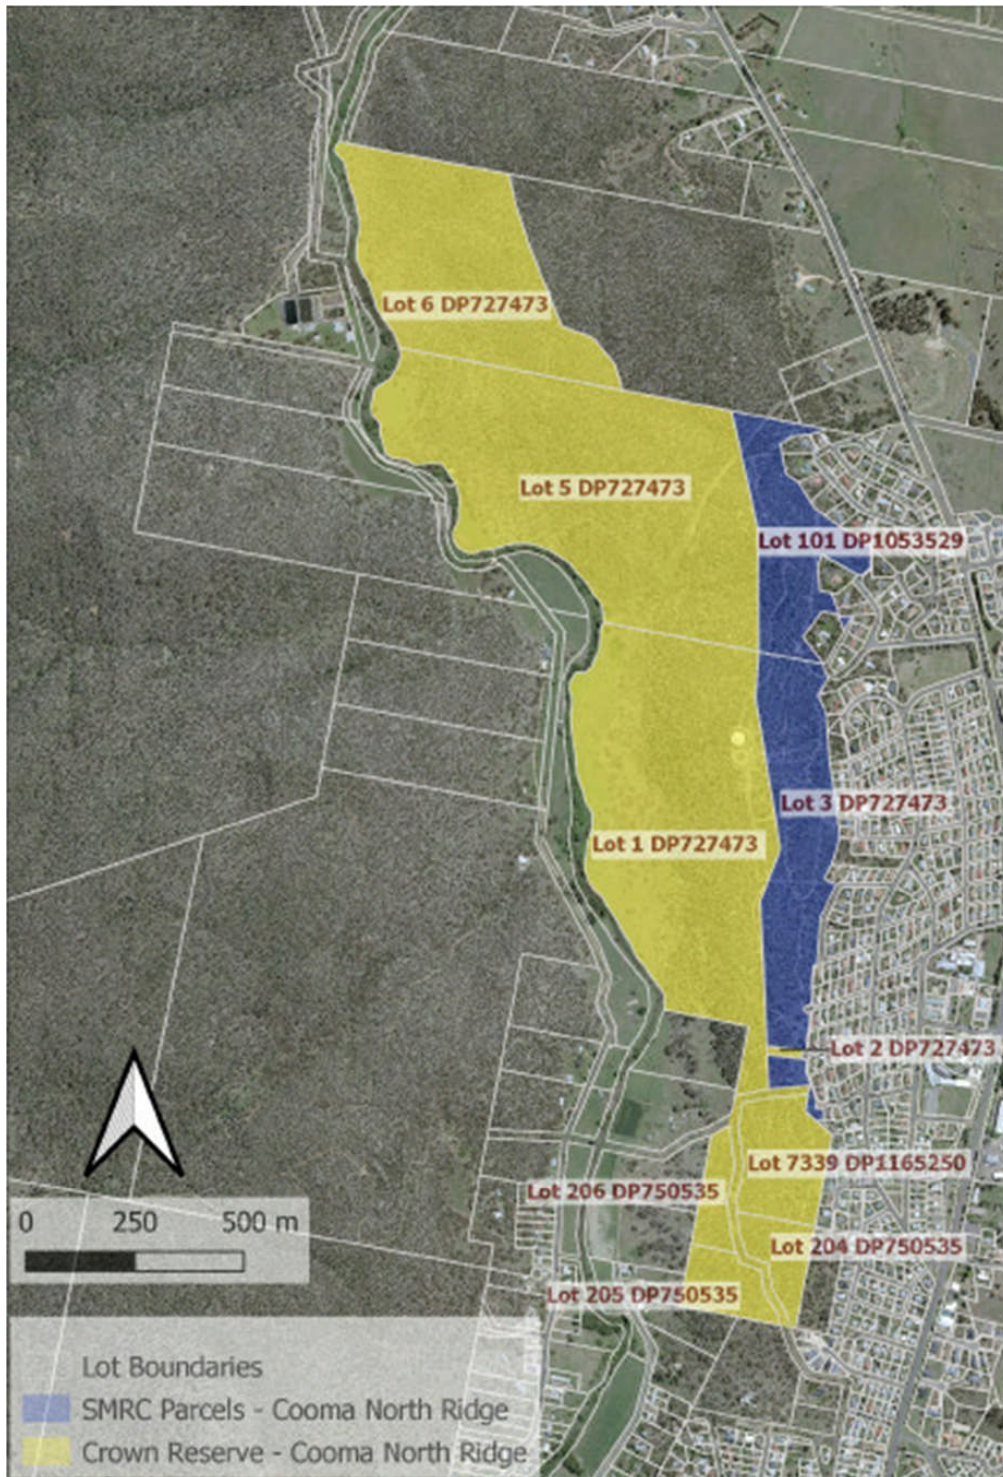 Lot 6 DP727473
Lot 5 DP727473
Lot 101 DP1053529
Lot 3 DP727473
Lot 1 DP727473
Lot 2 DP727473
Lot 7339 DP1165250
Lot 206 DP750535
Lot 204 DP750535
Lot 205 DP750535
0 250 500 m
Lot Boundaries
SMRC Parcels - Cooma North Ridge
Crown Reserve - Cooma North Ridge